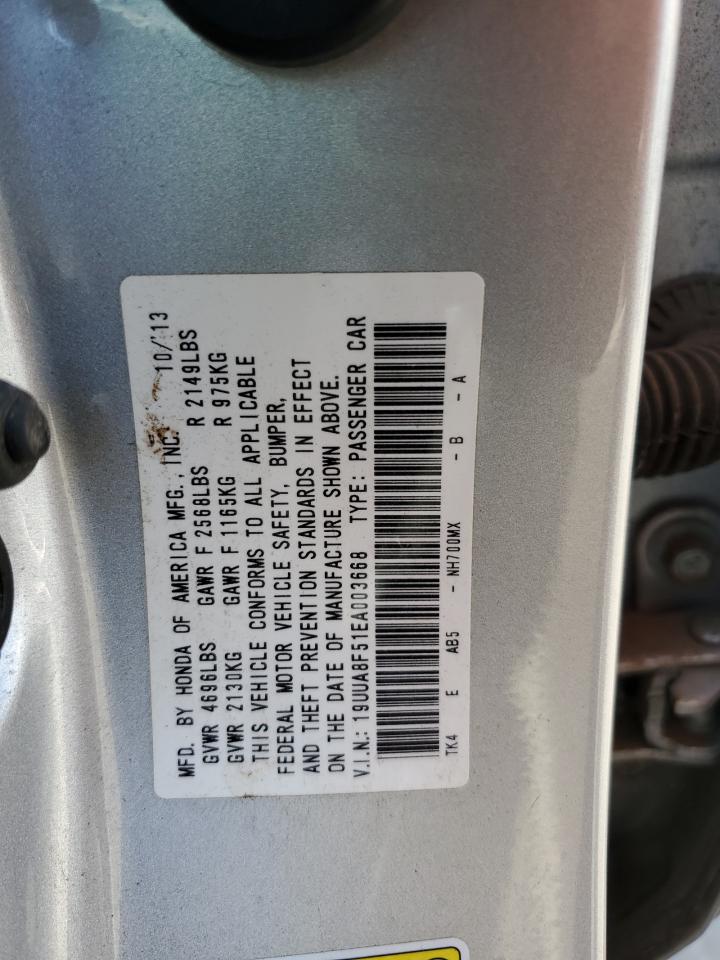 MFD. BY HONDA OF AMERICA MFG., INC. 10/13
GVWR 4696LBS GAWR F 2568LBS R 2149LBS
GVWR 2130KG GAWR F 1165KG R 975KG
THIS VEHICLE CONFORMS TO ALL APPLICABLE
FEDERAL MOTOR VEHICLE SAFETY, BUMPER,
AND THEFT PREVENTION STANDARDS IN EFFECT
ON THE DATE OF MANUFACTURE SHOWN ABOVE.
V.I.N.: 19UUA8F51EA003668 TYPE: PASSENGER CAR
TK4 E AB5 - NH700MX - B - A